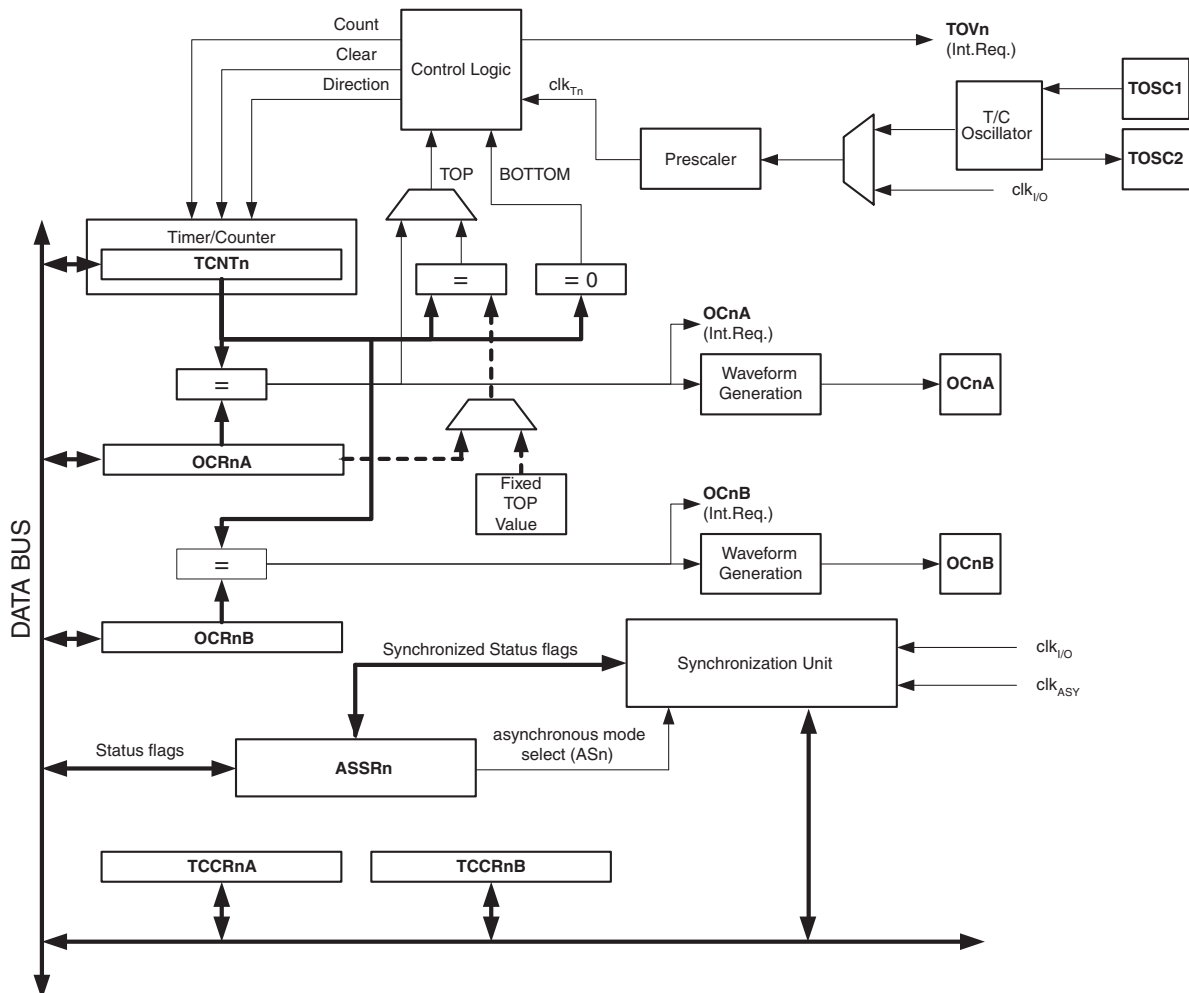 Count
TOVn
(Int.Req.)
Clear
Control Logic
Direction
clkTn
TOSC1
T/C
Oscillator
Prescaler
TOSC2
TOP
BOTTOM
clkI/O
Timer/Counter
TCNTn
=
= 0
OCnA
(Int.Req.)
=
Waveform
Generation
OCnA
OCRnA
Fixed
TOP
Value
OCnB
(Int.Req.)
=
Waveform
Generation
OCnB
DATA BUS
OCRnB
Synchronized Status flags
Synchronization Unit
clkI/O
clkASY
Status flags
asynchronous mode
select (ASn)
ASSRn
TCCRnA
TCCRnB